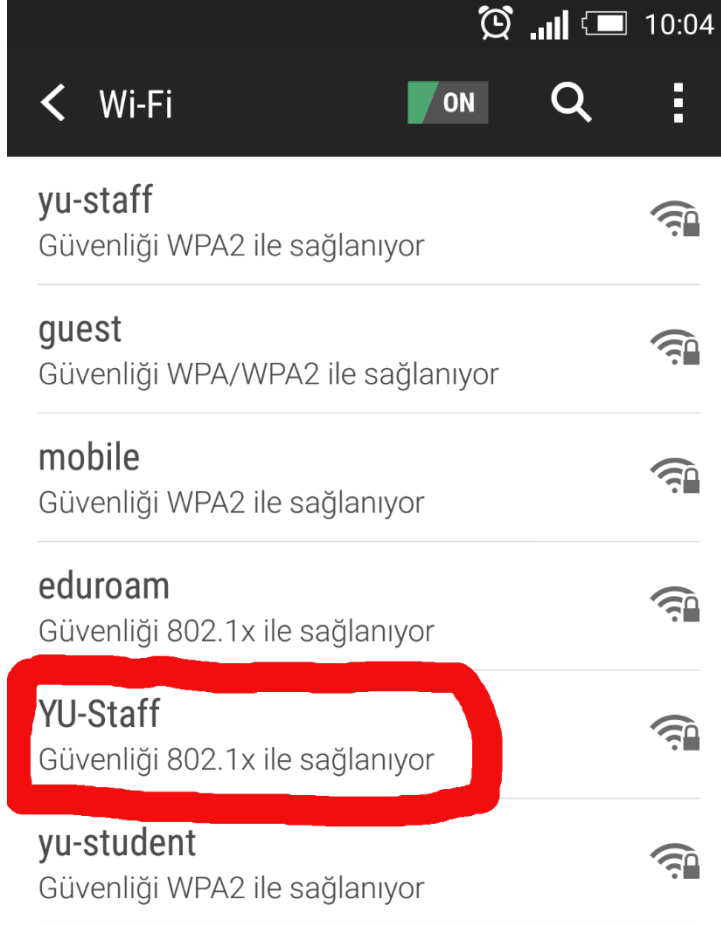 10:04
Wi-Fi
ON
yu-staff
Güvenliği WPA2 ile sağlanıyor
guest
Güvenliği WPA/WPA2 ile sağlanıyor
mobile
Güvenliği WPA2 ile sağlanıyor
eduroam
Güvenliği 802.1x ile sağlanıyor
YU-Staff
Güvenliği 802.1x ile sağlanıyor
yu-student
Güvenliği WPA2 ile sağlanıyor